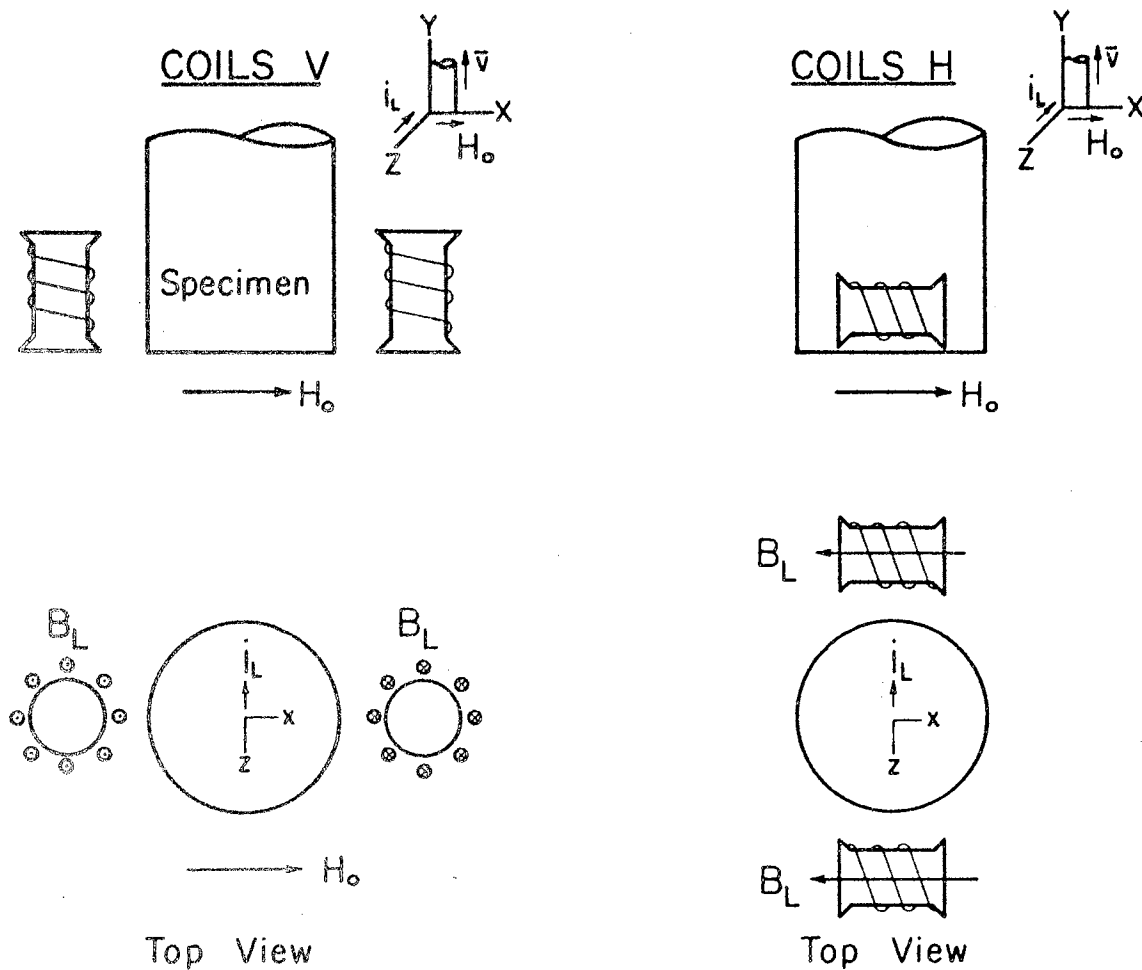 COILS V
Y
v̄
i_L
X
H_o
Z
Specimen
H_o
B_L
B_L
i_L
x
z
H_o
Top View
COILS H
Y
v̄
i_L
X
H_o
Z
H_o
B_L
i_L
x
z
B_L
Top View